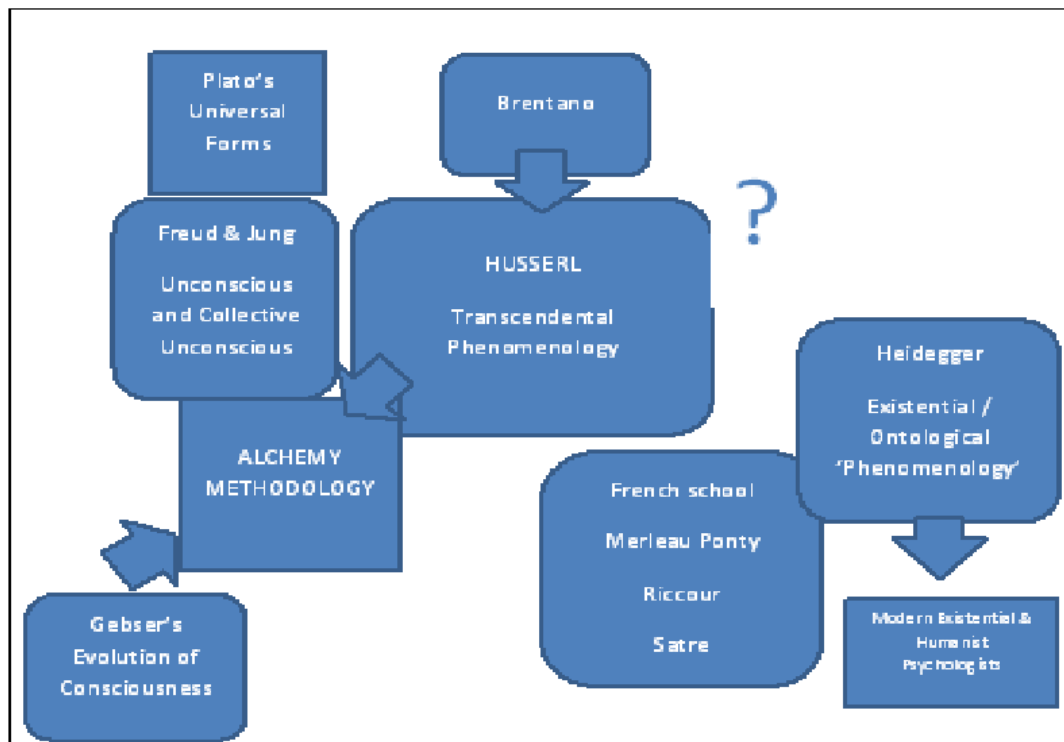 Plato's
Universal
Forms
Brentano
?
Freud & Jung
Unconscious
and Collective
Unconscious
HUSSERL
Transcendental
Phenomenology
Heidegger
Existential /
Ontological
'Phenomenology'
ALCHEMY
METHODOLOGY
French school
Merleau Ponty
Riccour
Satre
Gebser's
Evolution of
Consciousness
Modern Existential &
Humanist
Psychologists